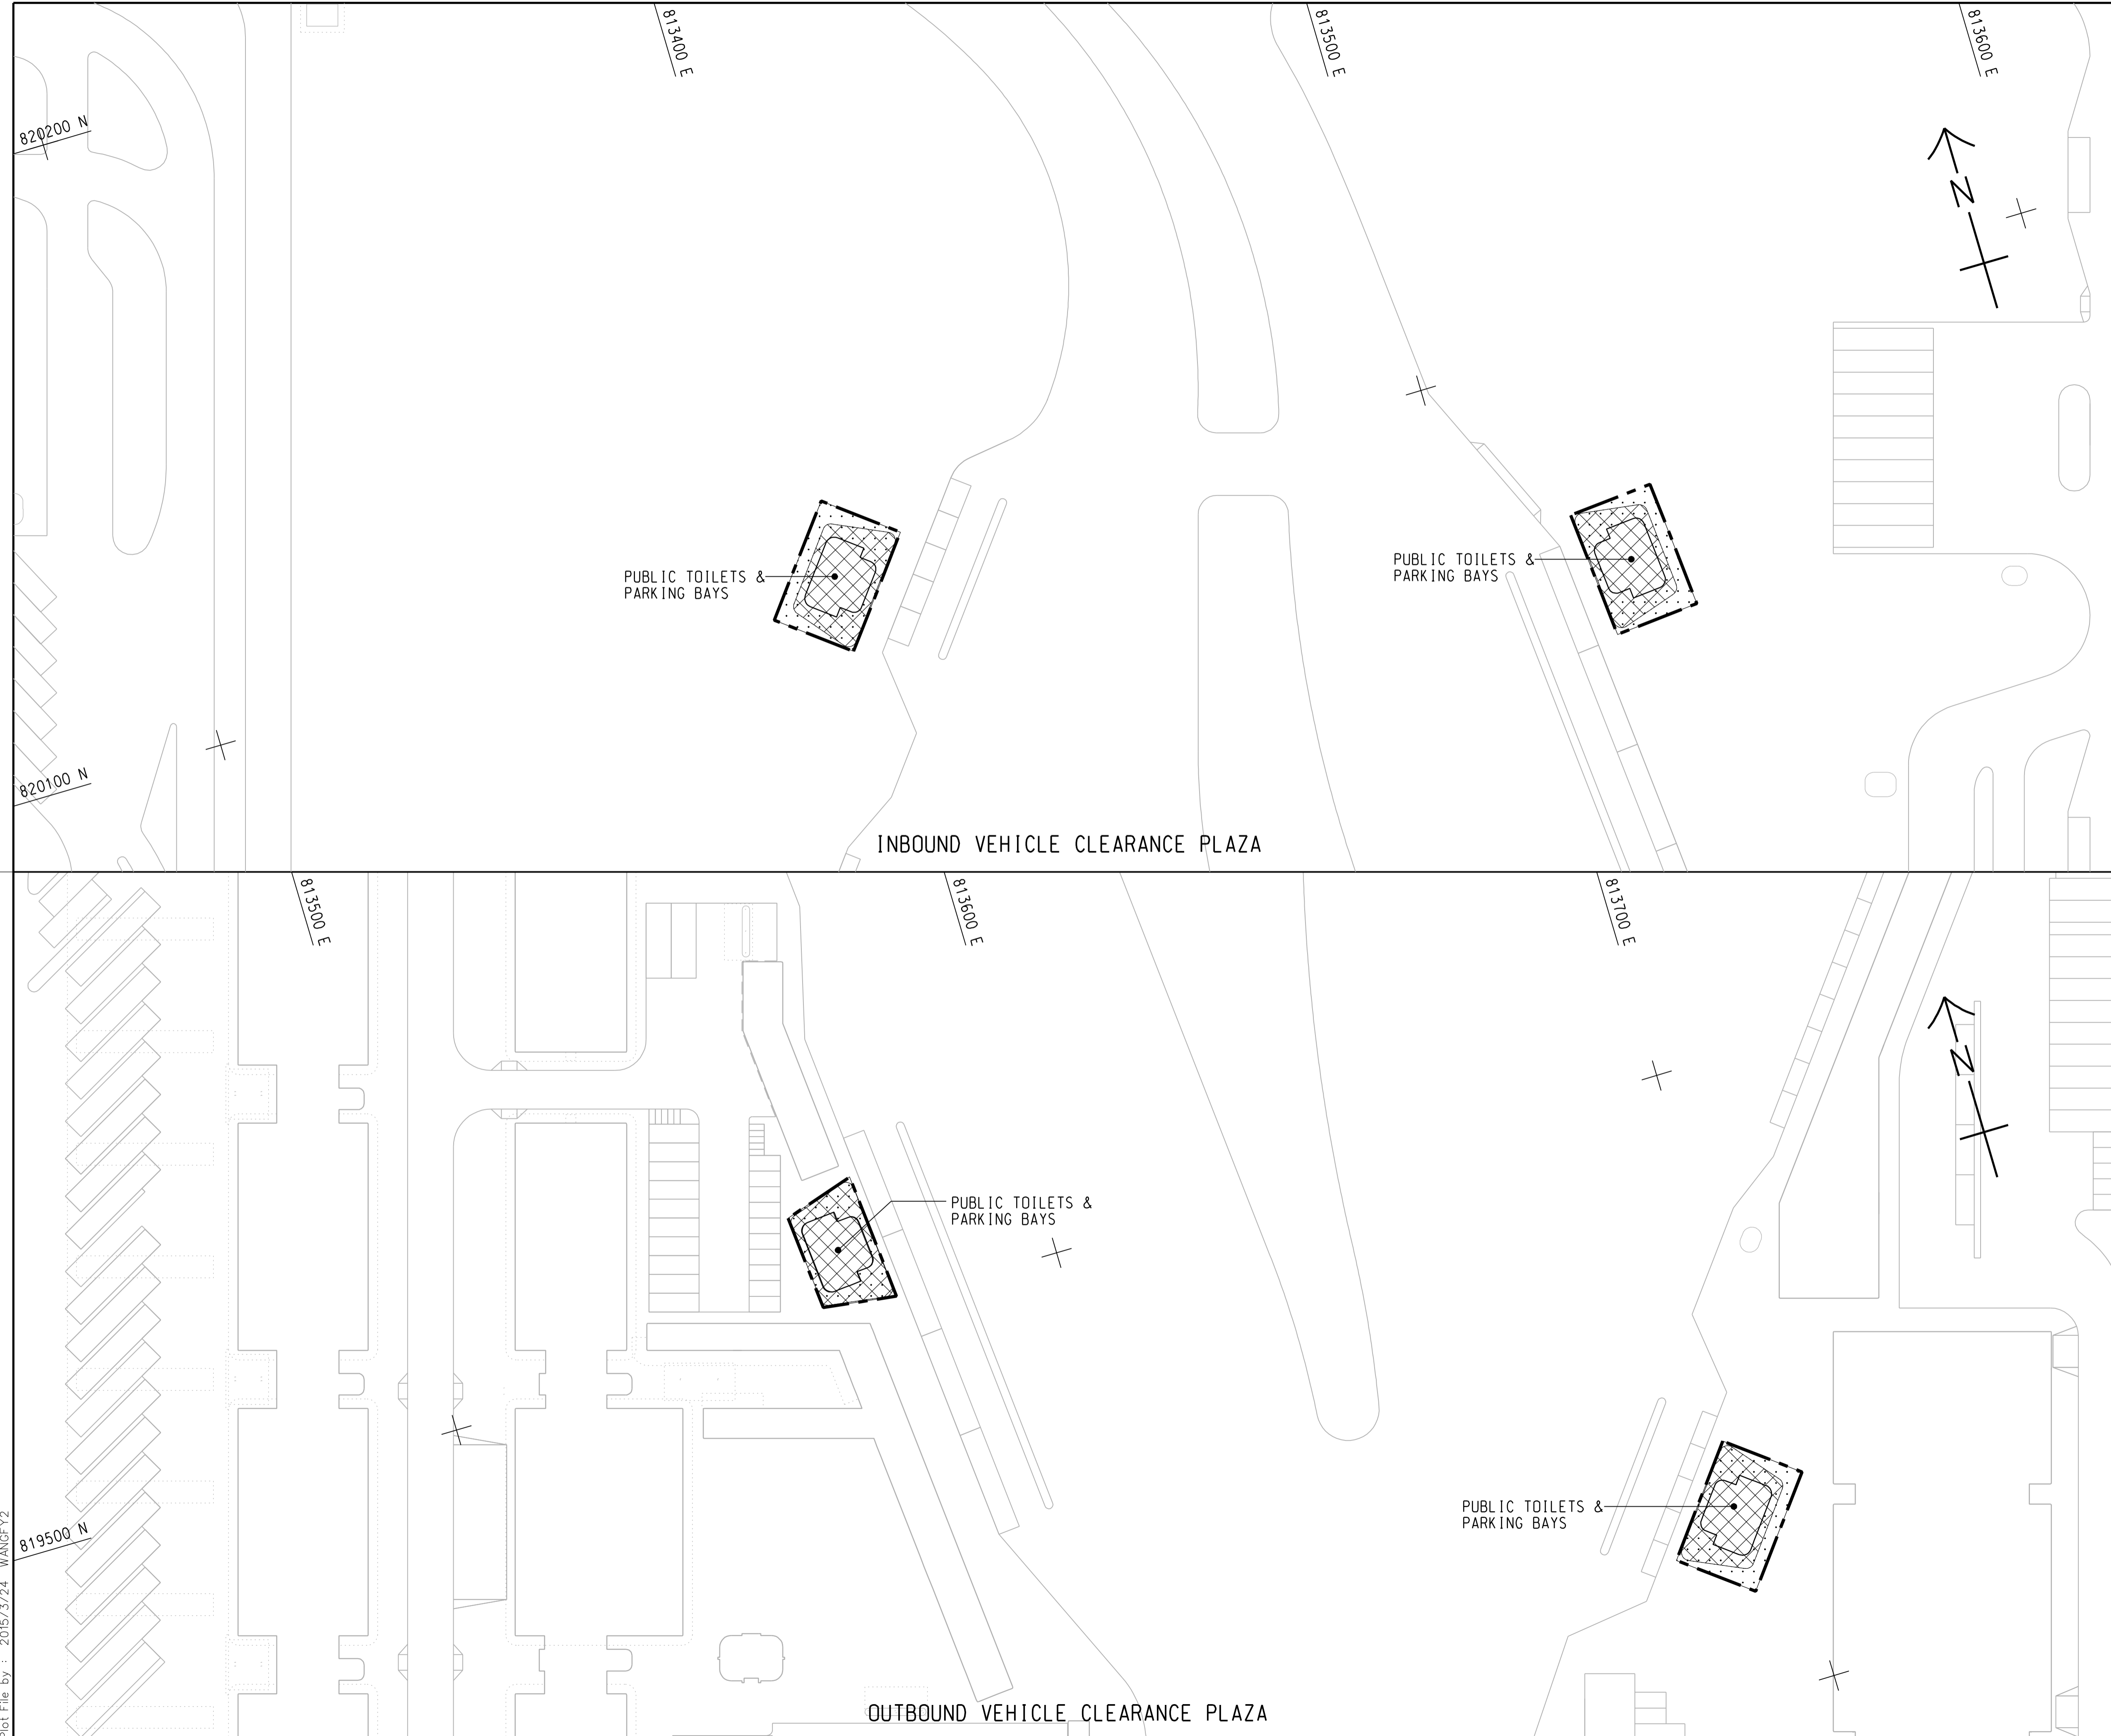 813400 E
813500 E
813600 E
820200 N
N
PUBLIC TOILETS &
PARKING BAYS
PUBLIC TOILETS &
PARKING BAYS
820100 N
INBOUND VEHICLE CLEARANCE PLAZA
813500 E
813600 E
813700 E
N
PUBLIC TOILETS &
PARKING BAYS
819500 N
PUBLIC TOILETS &
PARKING BAYS
OUTBOUND VEHICLE CLEARANCE PLAZA
Plot File by : 2015/3/24 WANGFY2